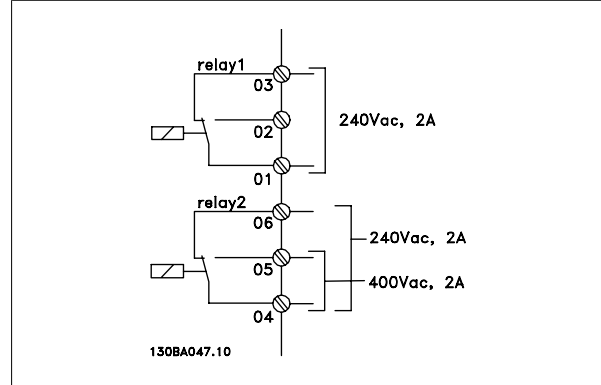 relay1
03
02
240Vac, 2A
01
relay2
06
240Vac, 2A
05
400Vac, 2A
04
130BA047.10